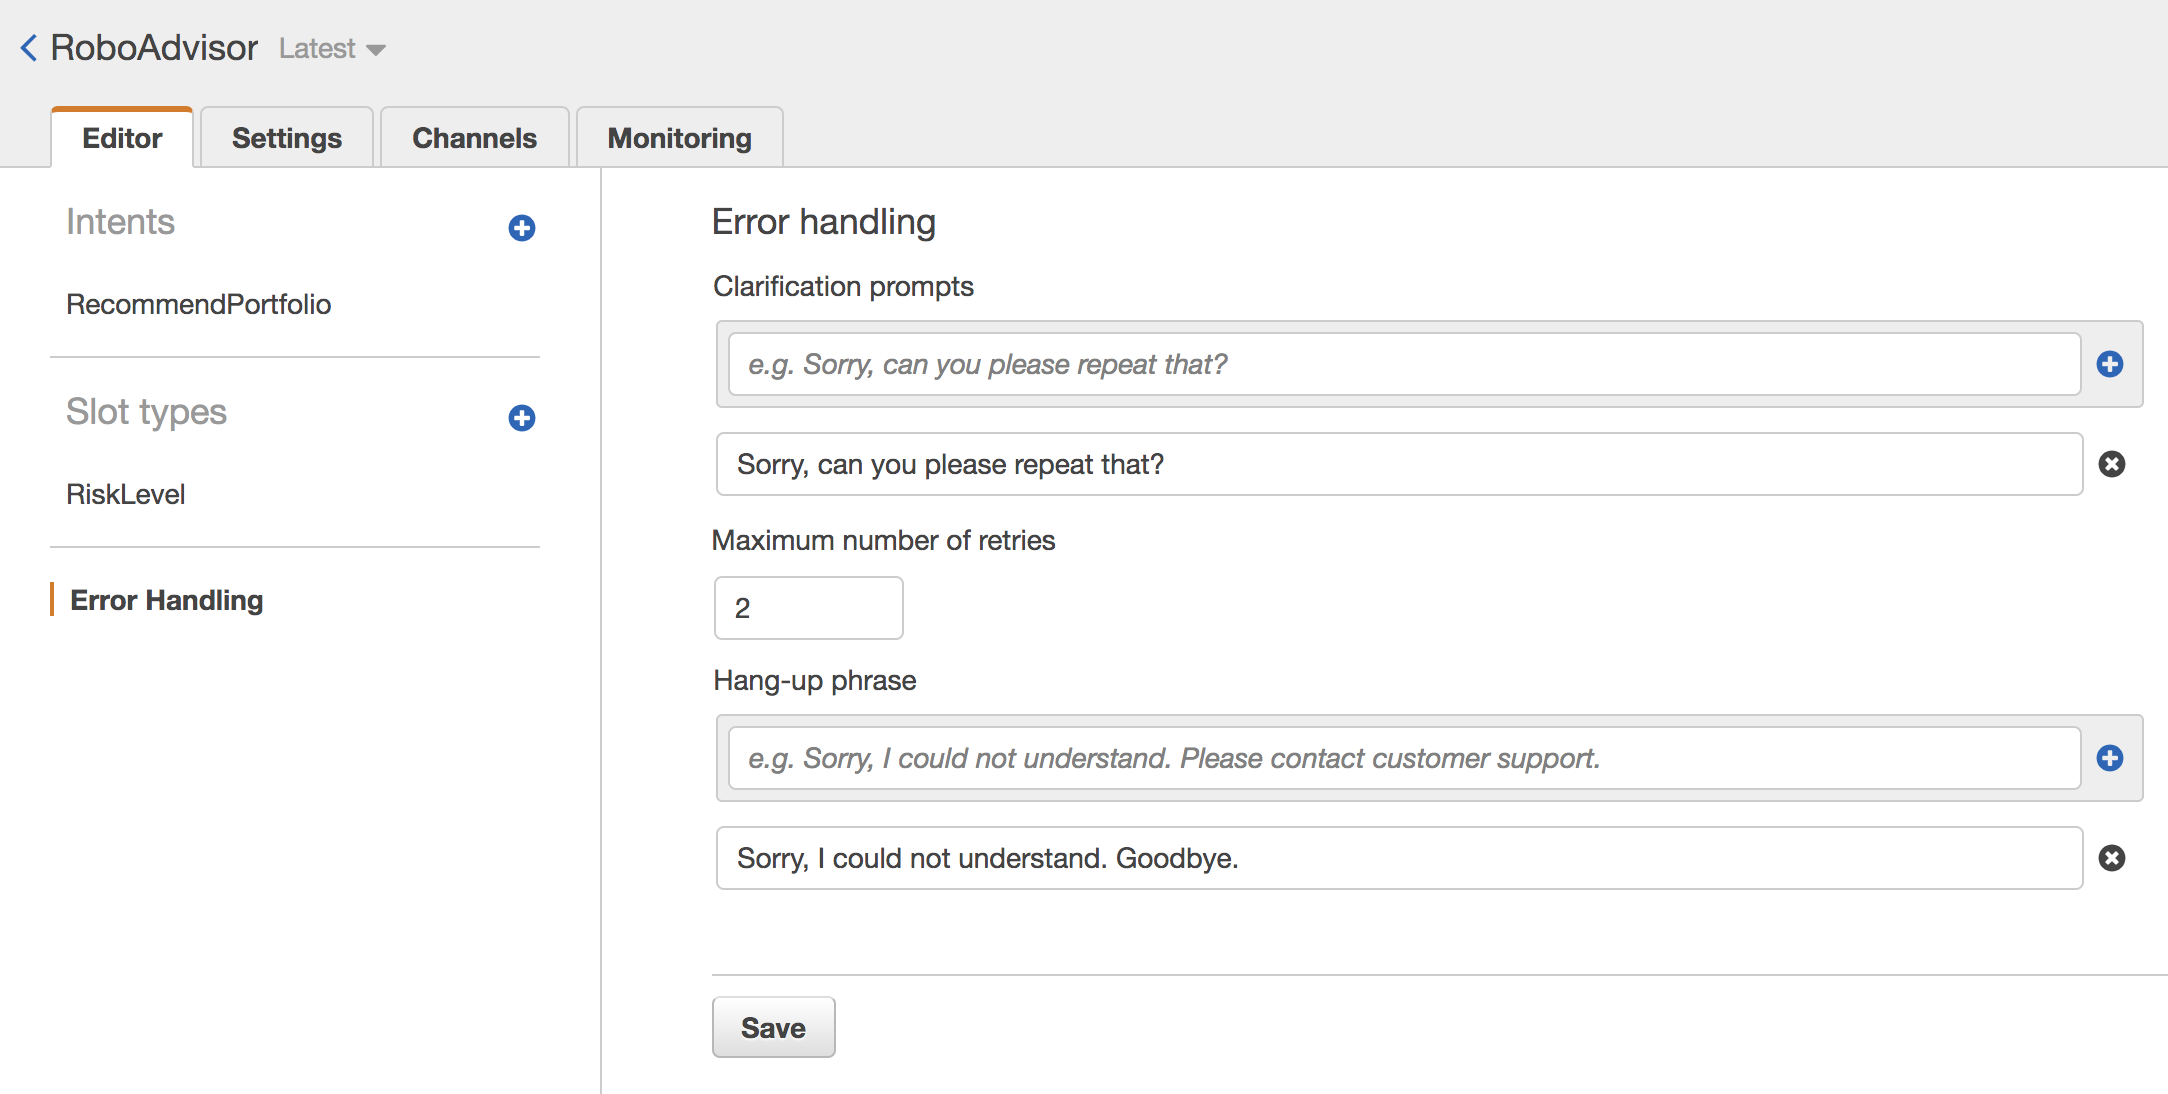 RoboAdvisor Latest
Editor Settings Channels Monitoring
Intents
RecommendPortfolio
Slot types
RiskLevel
Error Handling
Error handling
Clarification prompts
e.g. Sorry, can you please repeat that?
Sorry, can you please repeat that?
Maximum number of retries
2
Hang-up phrase
e.g. Sorry, I could not understand. Please contact customer support.
Sorry, I could not understand. Goodbye.
Save